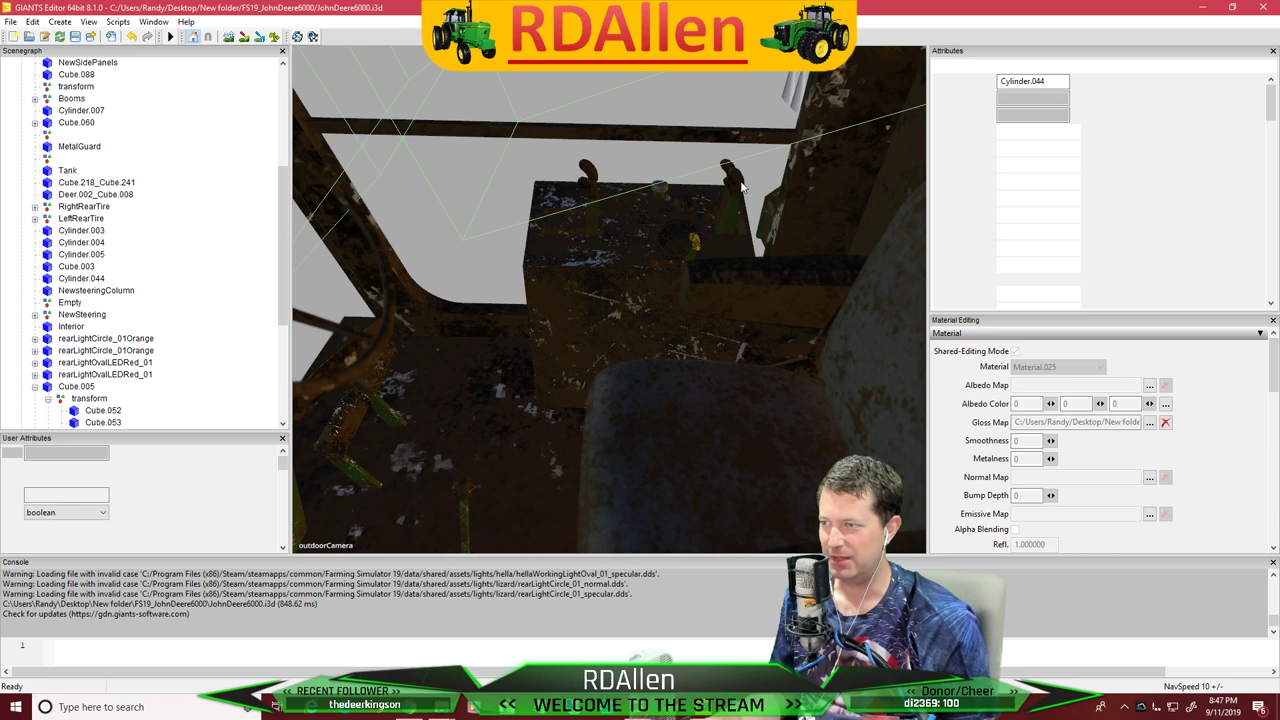 GIANTS Editor 64bit 8.1.0 - C:/Users/Randy/Desktop/New folder/FS19_JohnDeere6000/JohnDeere6000.i3d
File Edit Create View Scripts Window Help
RDAllen
Scenegraph
NewSidePanels
Cube.088
transform
Booms
Cylinder.007
Cube.060
MetalGuard
Tank
Cube.218_Cube.241
Deer.002_Cube.008
RightRearTire
LeftRearTire
Cylinder.003
Cylinder.004
Cylinder.005
Cube.003
Cylinder.044
NewsteeringColumn
Empty
NewSteering
Interior
rearLightCircle_01Orange
rearLightCircle_01Orange
rearLightOvalLEDRed_01
rearLightOvalLEDRed_01
Cube.005
transform
Cube.052
Cube.053
User Attributes
boolean
outdoorCamera
Attributes
Cylinder.044
Material Editing
Material
Shared-Editing Mode
Material Material.025
Albedo Map ...
Albedo Color 0 0 0 ...
Gloss Map C:/Users/Randy/Desktop/New folde ...
Smoothness 0
Metalness 0
Normal Map ...
Bump Depth 0
Emissive Map ...
Alpha Blending
Refl. 1.000000
Console
Warning: Loading file with invalid case 'C:/Program Files (x86)/Steam/steamapps/common/Farming Simulator 19/data/shared/assets/lights/hella/hellaWorkingLightOval_01_specular.dds'.
Warning: Loading file with invalid case 'C:/Program Files (x86)/Steam/steamapps/common/Farming Simulator 19/data/shared/assets/lights/lizard/rearLightCircle_01_normal.dds'.
Warning: Loading file with invalid case 'C:/Program Files (x86)/Steam/steamapps/common/Farming Simulator 19/data/shared/assets/lights/lizard/rearLightCircle_01_specular.dds'.
C:\Users\Randy\Desktop\New folder\FS19_JohnDeere6000\JohnDeere6000.i3d (848.62 ms)
Check for updates (https://gdn.giants-software.com)
1
Ready
NavSpeed 10 +/-
RDAllen
<< RECENT FOLLOWER >>
thedeerkingson
<< WELCOME TO THE STREAM >>
<< Donor/Cheer >>
di2369: 100
Type here to search
8:47 PM
9/11/2019